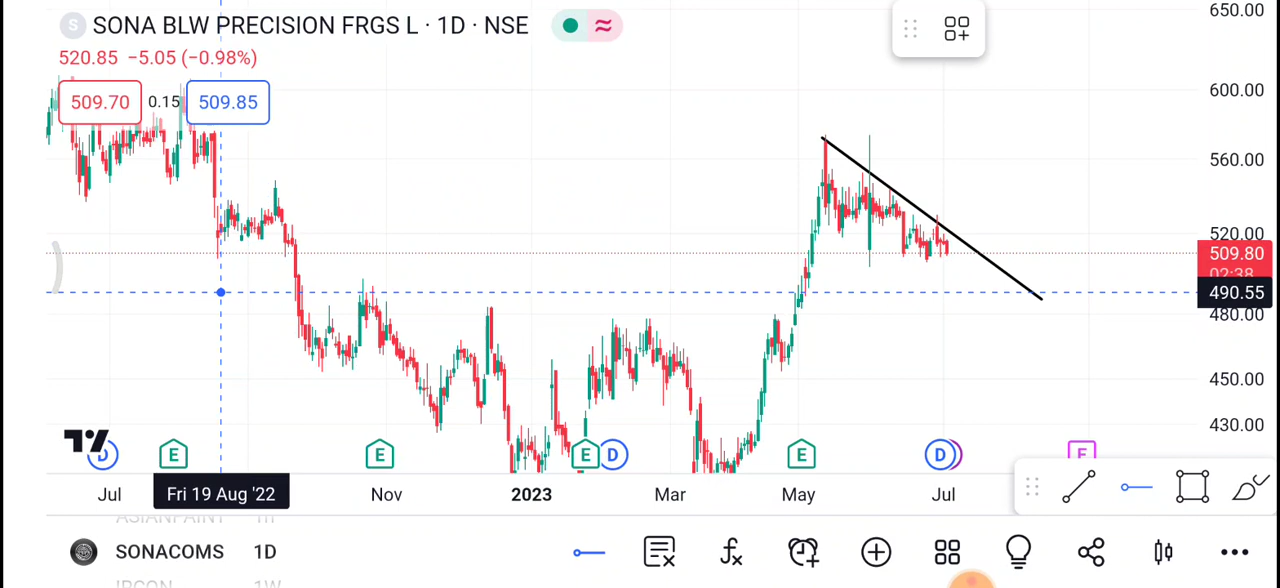 650.00
S SONA BLW PRECISION FRGS L · 1D · NSE
520.85 −5.05 (−0.98%)
600.00
509.70 0.15 509.85
560.00
520.00
509.80
02:38
490.55
480.00
450.00
430.00
D E E E D E D E
Jul Fri 19 Aug '22 Nov 2023 Mar May Jul
ASIANPAINT 1h
SONACOMS 1D
IRCON 1W